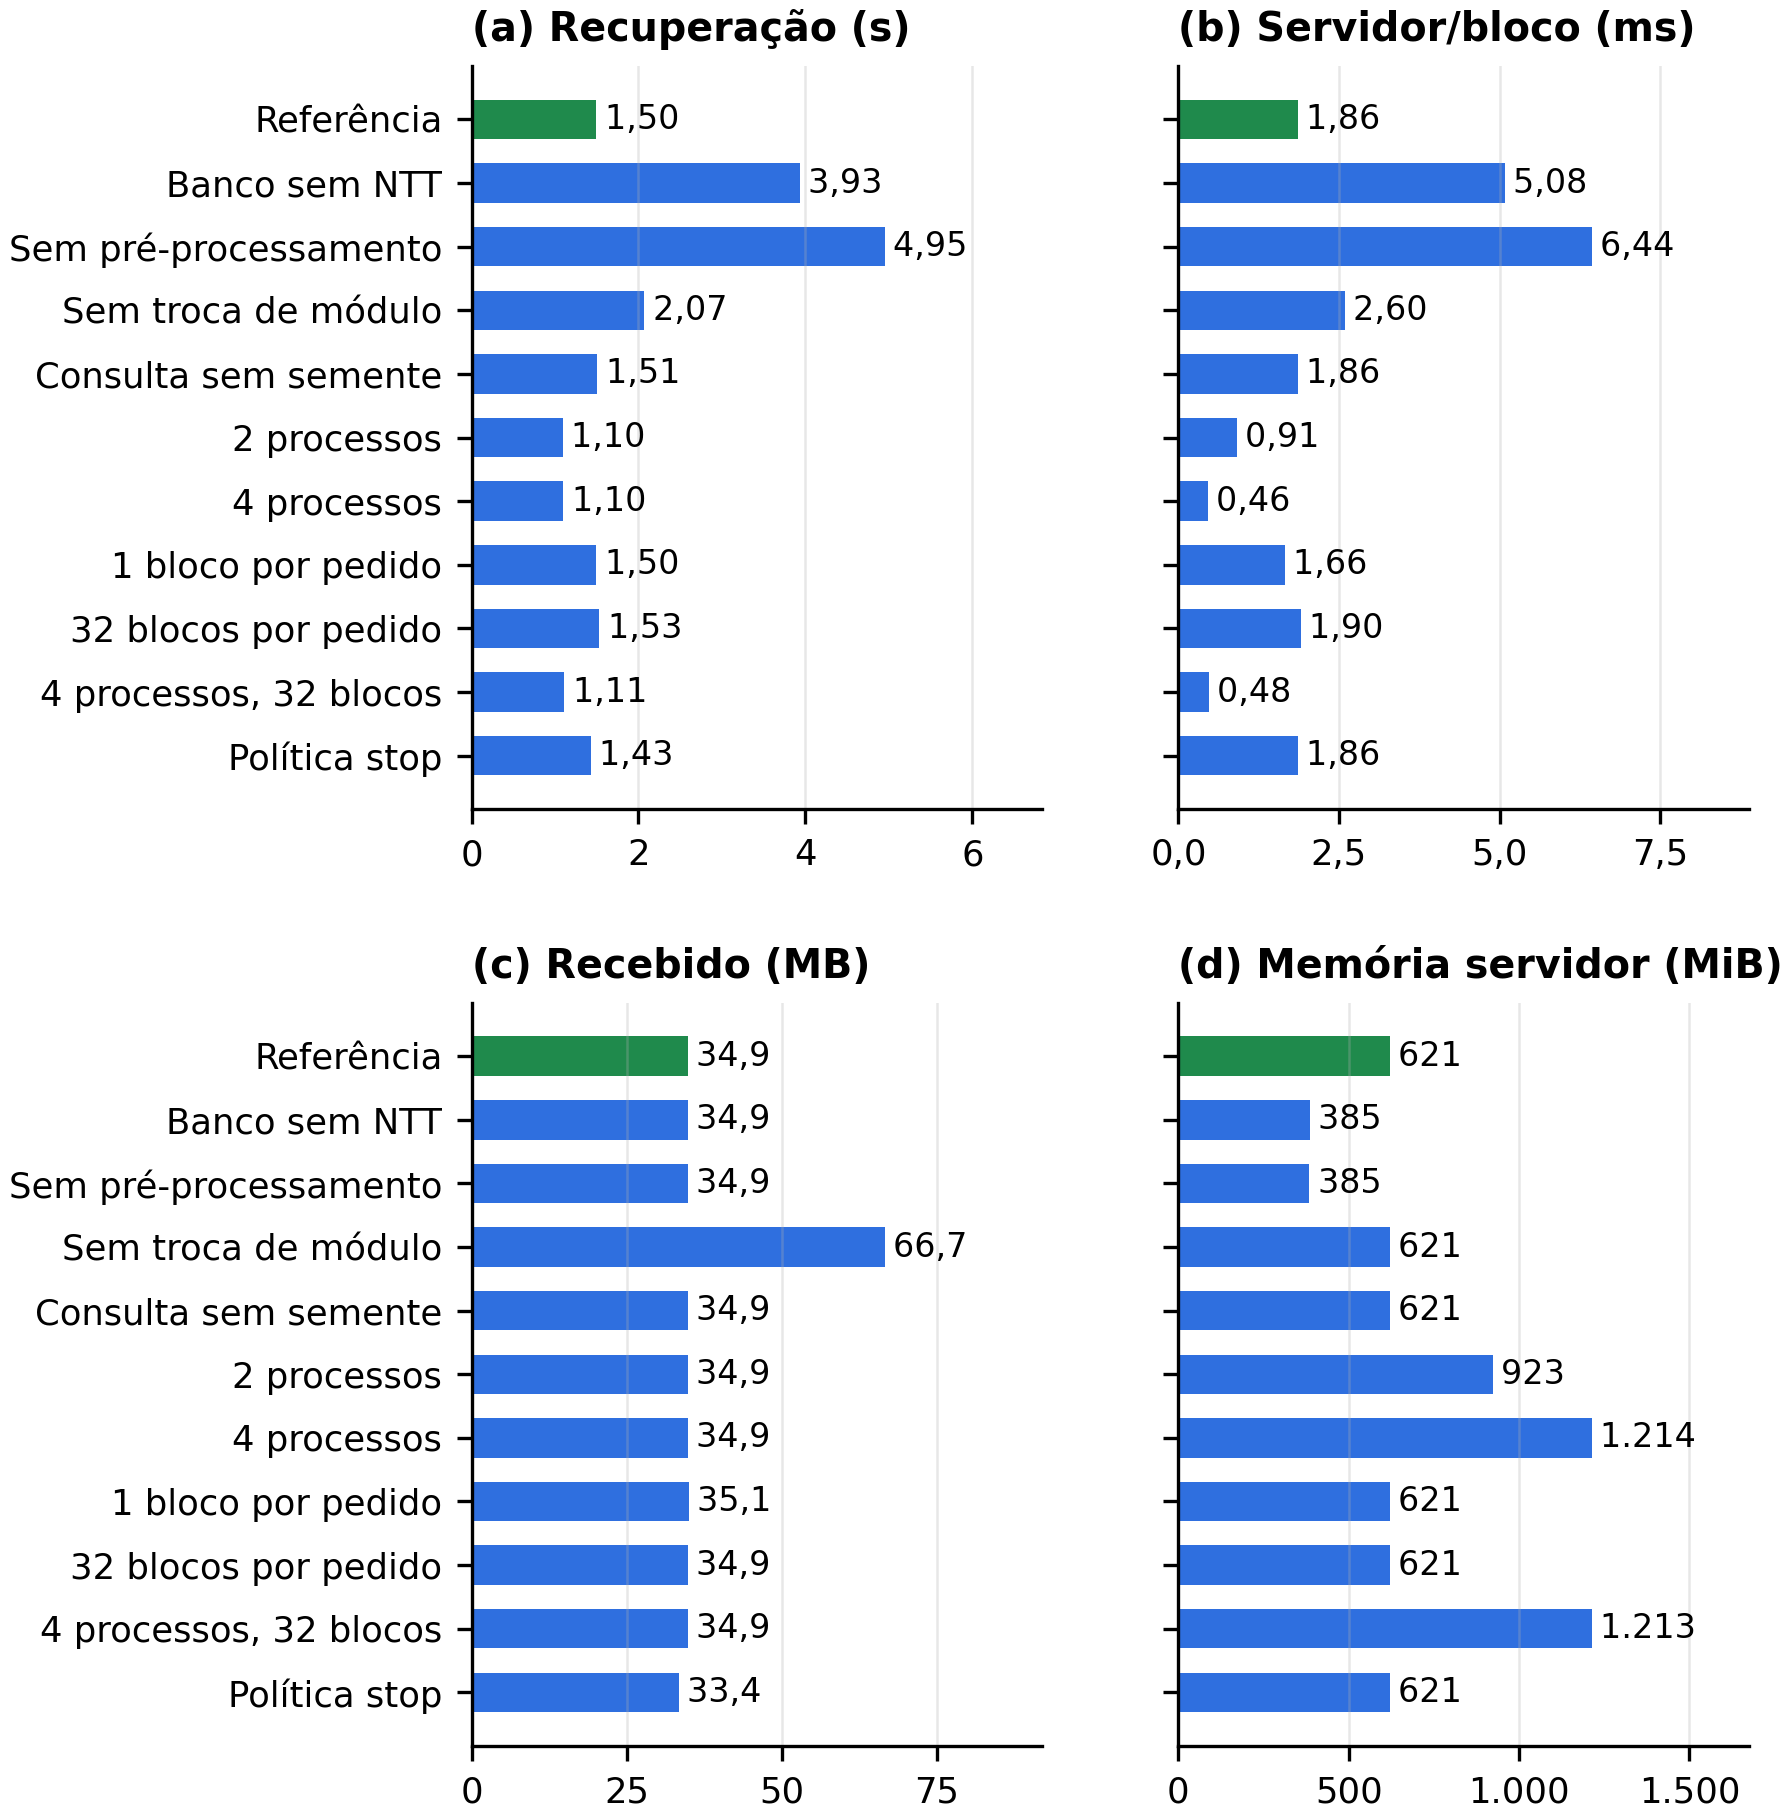 (a) Recuperação (s)
Referência 1,50
Banco sem NTT 3,93
Sem pré-processamento 4,95
Sem troca de módulo 2,07
Consulta sem semente 1,51
2 processos 1,10
4 processos 1,10
1 bloco por pedido 1,50
32 blocos por pedido 1,53
4 processos, 32 blocos 1,11
Política stop 1,43
0 2 4 6
(b) Servidor/bloco (ms)
1,86
5,08
6,44
2,60
1,86
0,91
0,46
1,66
1,90
0,48
1,86
0,0 2,5 5,0 7,5
(c) Recebido (MB)
Referência 34,9
Banco sem NTT 34,9
Sem pré-processamento 34,9
Sem troca de módulo 66,7
Consulta sem semente 34,9
2 processos 34,9
4 processos 34,9
1 bloco por pedido 35,1
32 blocos por pedido 34,9
4 processos, 32 blocos 34,9
Política stop 33,4
0 25 50 75
(d) Memória servidor (MiB)
621
385
385
621
621
923
1.214
621
621
1.213
621
0 500 1.000 1.500